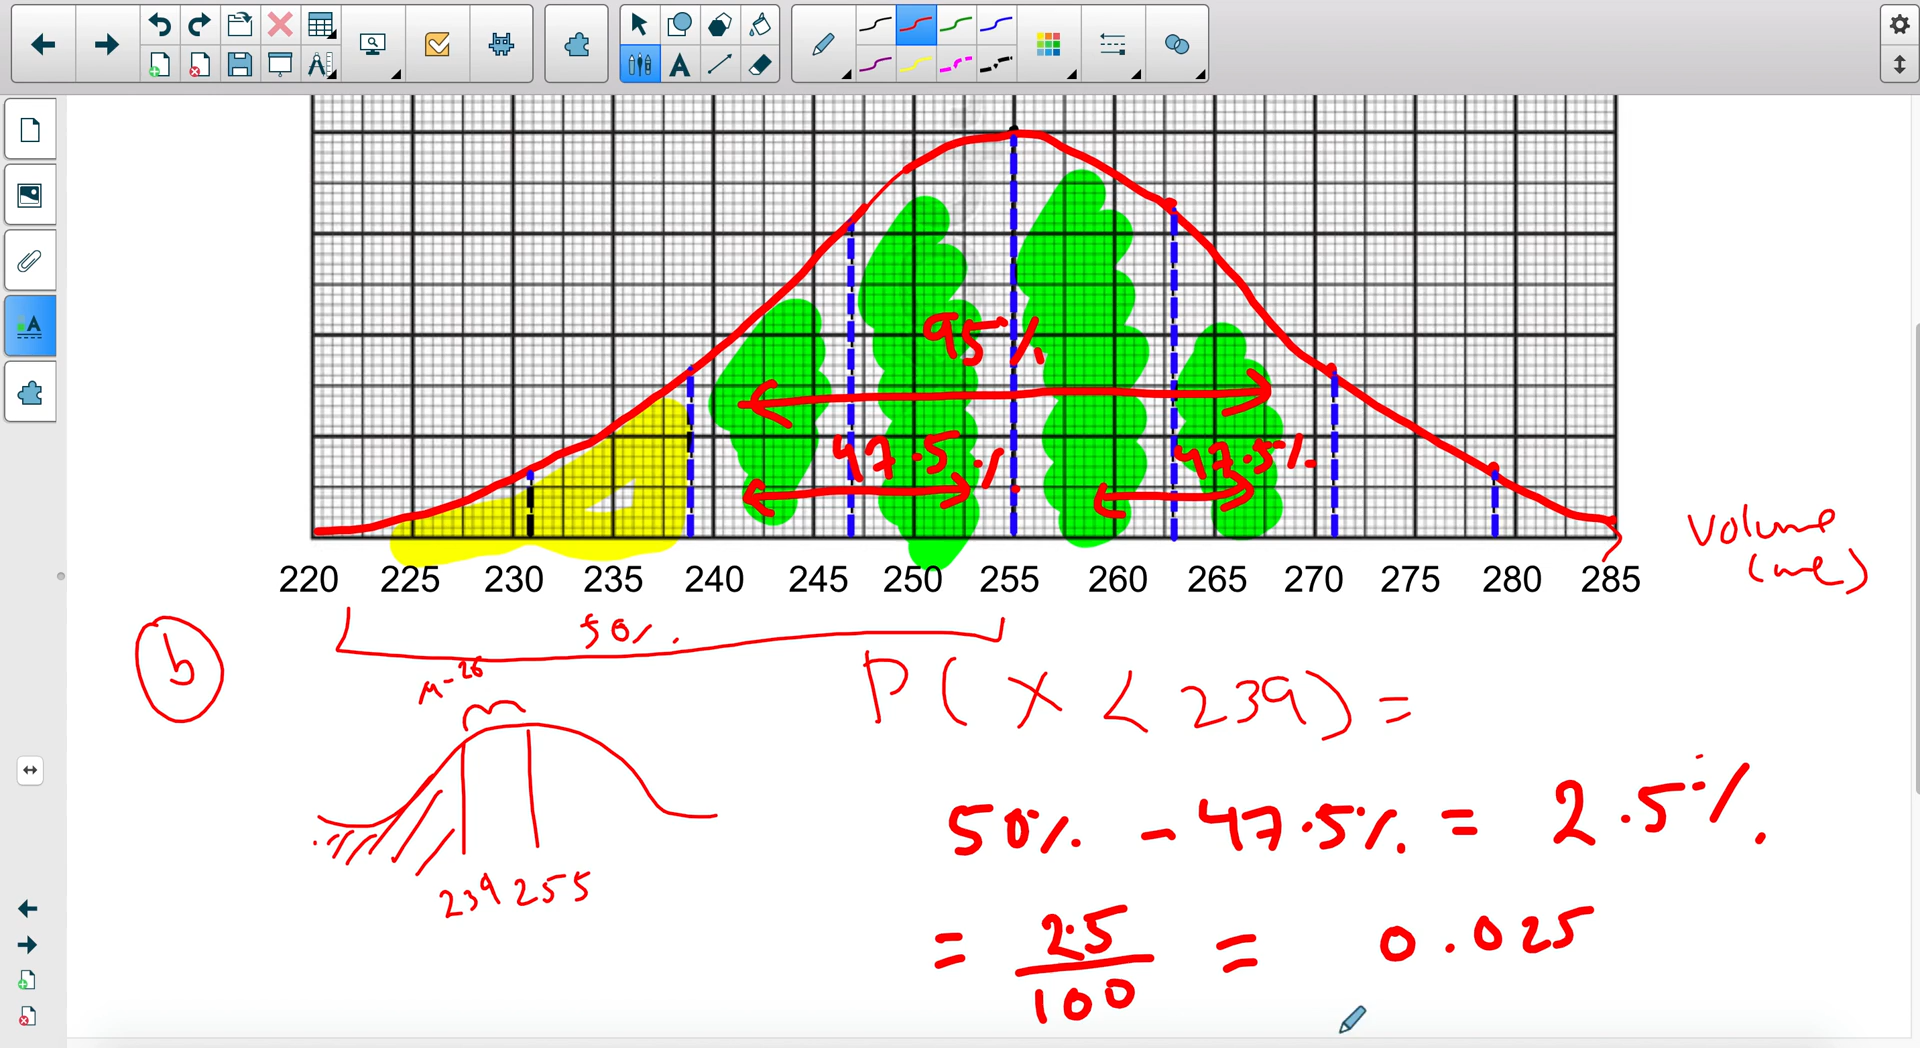 95%
47.5%
47.5%
220 225 230 235 240 245 250 255 260 265 270 275 280 285
Volume
(ml)
50%
b
μ-2σ
P(X < 239) =
50% - 47.5% = 2.5%
239 255
= 2.5/100 = 0.025